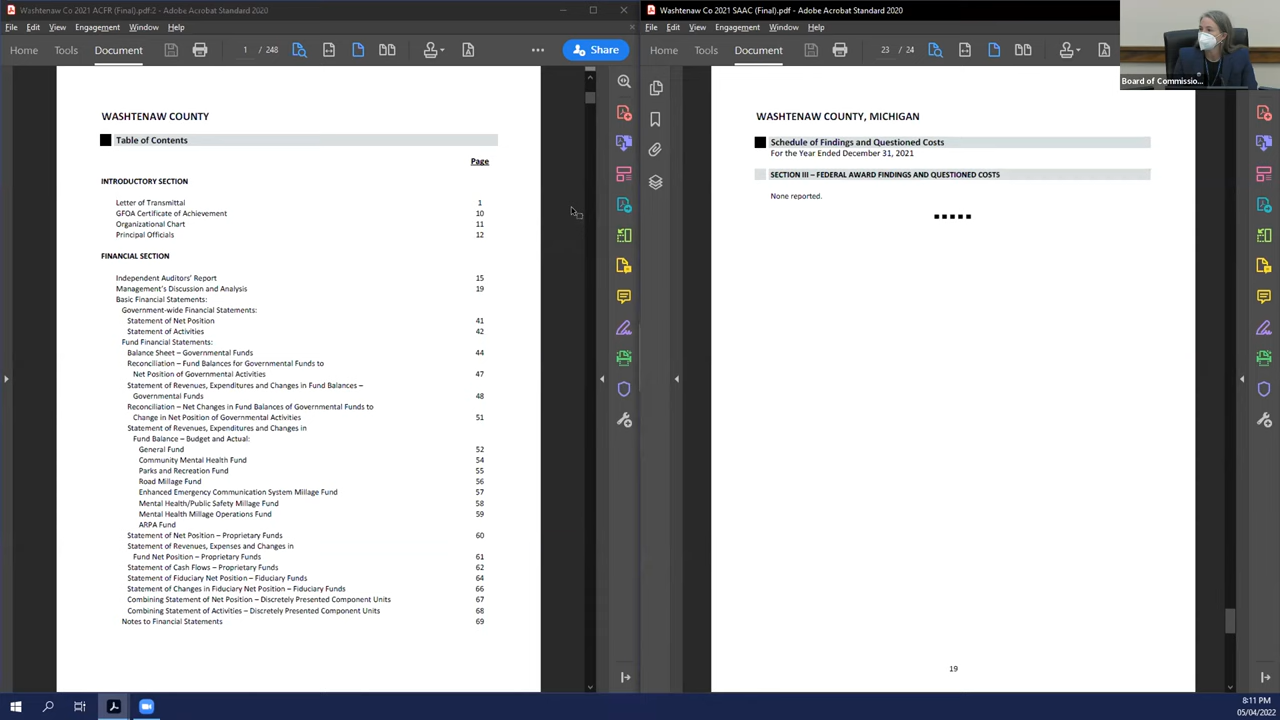 Washtenaw Co 2021 ACFR (Final).pdf:2 - Adobe Acrobat Standard 2020
File Edit View Engagement Window Help
Home Tools Document 1 / 248 Share
WASHTENAW COUNTY
Table of Contents
Page
INTRODUCTORY SECTION
Letter of Transmittal 1
GFOA Certificate of Achievement 10
Organizational Chart 11
Principal Officials 12
FINANCIAL SECTION
Independent Auditors' Report 15
Management's Discussion and Analysis 19
Basic Financial Statements:
Government-wide Financial Statements:
Statement of Net Position 41
Statement of Activities 42
Fund Financial Statements:
Balance Sheet – Governmental Funds 44
Reconciliation – Fund Balances for Governmental Funds to
Net Position of Governmental Activities 47
Statement of Revenues, Expenditures and Changes in Fund Balances –
Governmental Funds 48
Reconciliation – Net Changes in Fund Balances of Governmental Funds to
Change in Net Position of Governmental Activities 51
Statement of Revenues, Expenditures and Changes in
Fund Balance – Budget and Actual:
General Fund 52
Community Mental Health Fund 54
Parks and Recreation Fund 55
Road Millage Fund 56
Enhanced Emergency Communication System Millage Fund 57
Mental Health/Public Safety Millage Fund 58
Mental Health Millage Operations Fund 59
ARPA Fund
Statement of Net Position – Proprietary Funds 60
Statement of Revenues, Expenses and Changes in
Fund Net Position – Proprietary Funds 61
Statement of Cash Flows – Proprietary Funds 62
Statement of Fiduciary Net Position – Fiduciary Funds 64
Statement of Changes in Fiduciary Net Position – Fiduciary Funds 66
Combining Statement of Net Position – Discretely Presented Component Units 67
Combining Statement of Activities – Discretely Presented Component Units 68
Notes to Financial Statements 69
Washtenaw Co 2021 SAAC (Final).pdf - Adobe Acrobat Standard 2020
File Edit View Engagement Window Help
Home Tools Document 23 / 24
Board of Commissio...
WASHTENAW COUNTY, MICHIGAN
Schedule of Findings and Questioned Costs
For the Year Ended December 31, 2021
SECTION III – FEDERAL AWARD FINDINGS AND QUESTIONED COSTS
None reported.
19
8:11 PM
05/04/2022